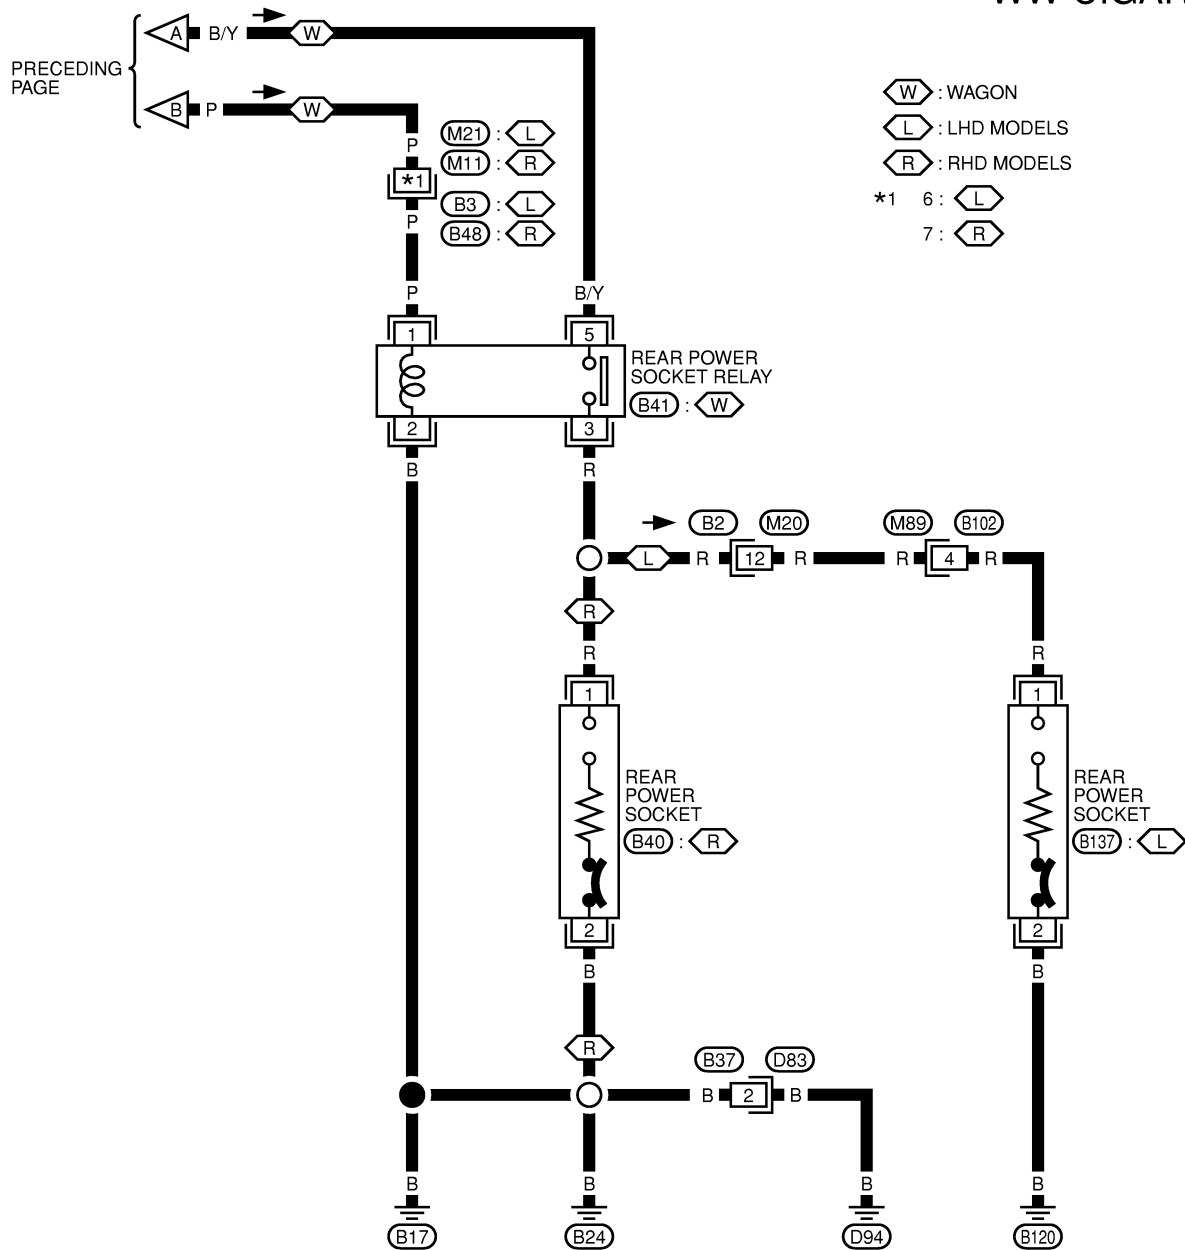 A B/Y W
PRECEDING
PAGE
B P W
W : WAGON
L : LHD MODELS
R : RHD MODELS
*1 6 : L
7 : R
P
M21 : L
M11 : R
*1
B3 : L
B48 : R
P
P B/Y
1 5
REAR POWER
SOCKET RELAY
B41 : W
2 3
B R
B2 M20 M89 B102
L R 12 R R 4 R
R
R R
1 1
REAR
POWER
SOCKET
B40 : R
REAR
POWER
SOCKET
B137 : L
2 2
B B
R
B37 D83
B 2 B
B B B B
B17 B24 D94 B120